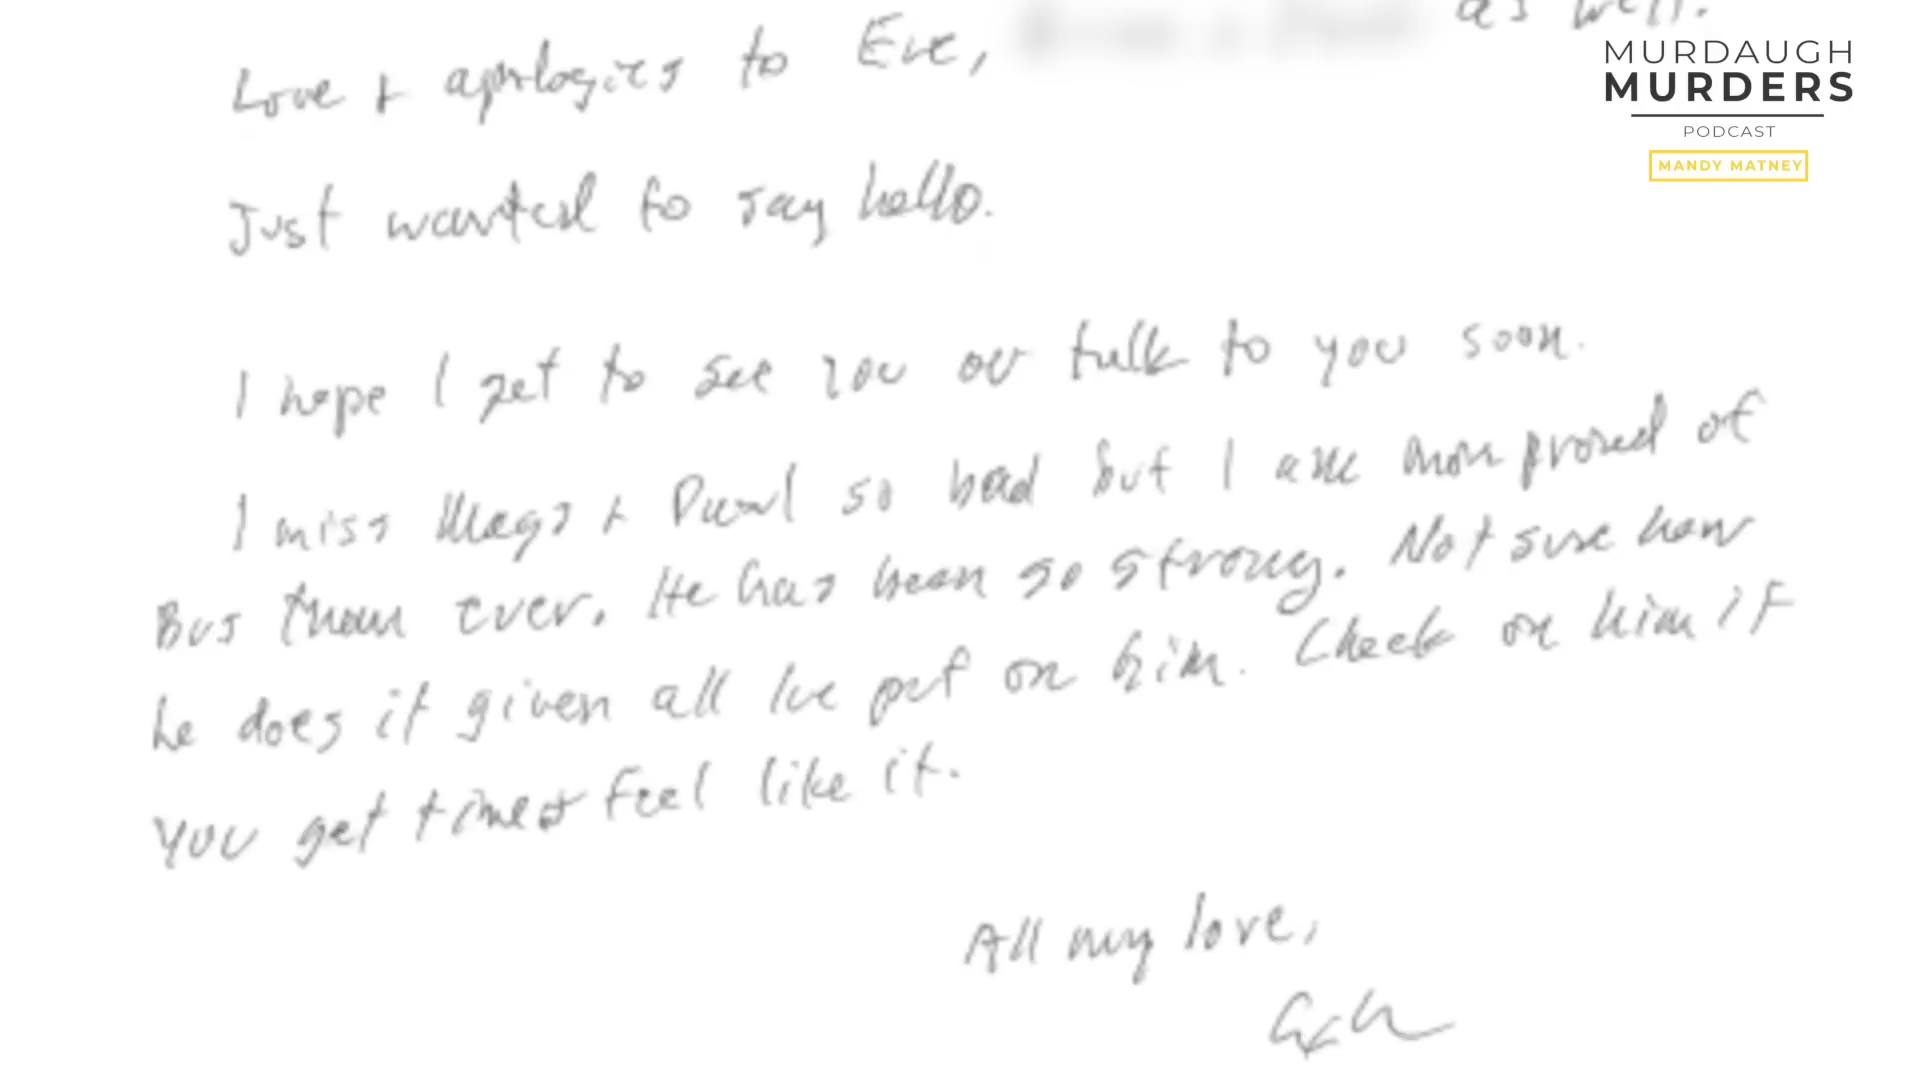 as well.
Love + apologies to Eve,
Just wanted to say hello.
I hope I get to see you or talk to you soon.
I miss Mags + Paul so bad but I am more proud of
Bus than ever. He has been so strong. Not sure how
he does it given all Ive put on him. Check on him if
you get time + feel like it.
All my love,
MURDAUGH
MURDERS
PODCAST
MANDY MATNEY